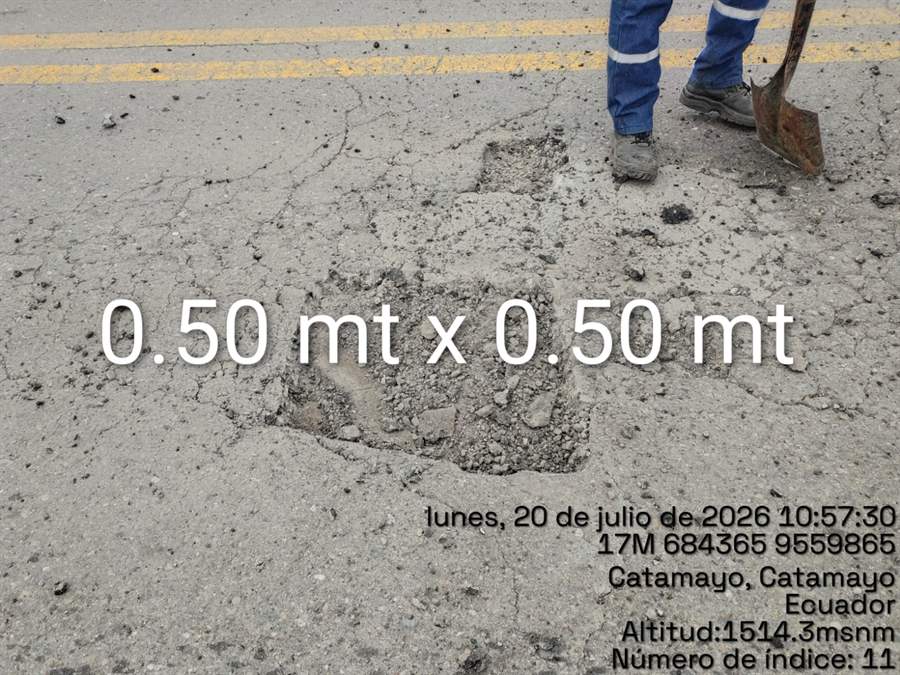 0.50 mt x 0.50 mt
lunes, 20 de julio de 2026 10:57:30
17M 684365 9559865
Catamayo, Catamayo
Ecuador
Altitud:1514.3msnm
Número de índice: 11